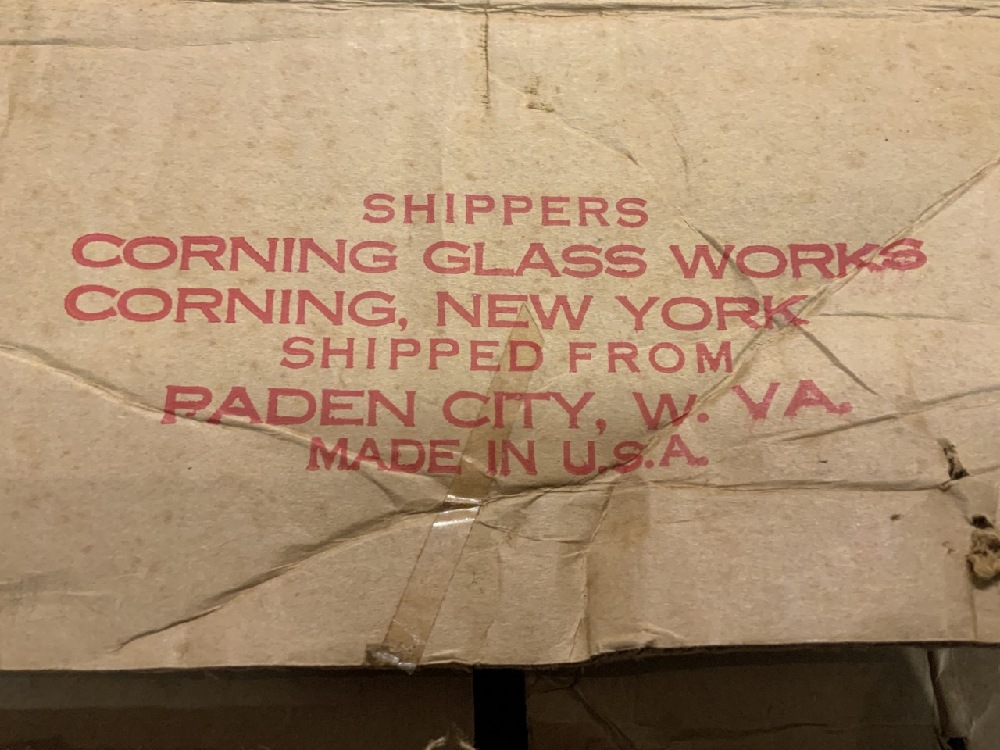 SHIPPERS
CORNING GLASS WORKS
CORNING, NEW YORK
SHIPPED FROM
PADEN CITY, W. VA.
MADE IN U.S.A.